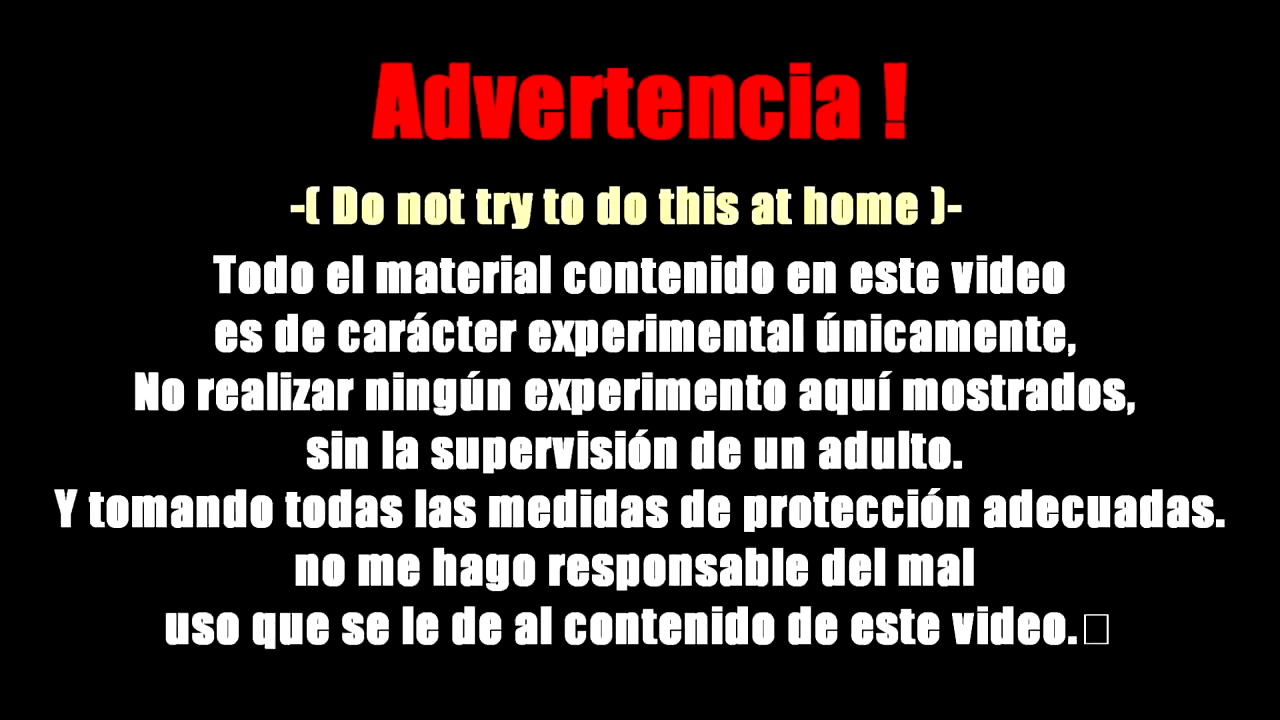 Advertencia !
-( Do not try to do this at home )-
Todo el material contenido en este video
es de carácter experimental únicamente,
No realizar ningún experimento aquí mostrados,
sin la supervisión de un adulto.
Y tomando todas las medidas de protección adecuadas.
no me hago responsable del mal
uso que se le de al contenido de este video.